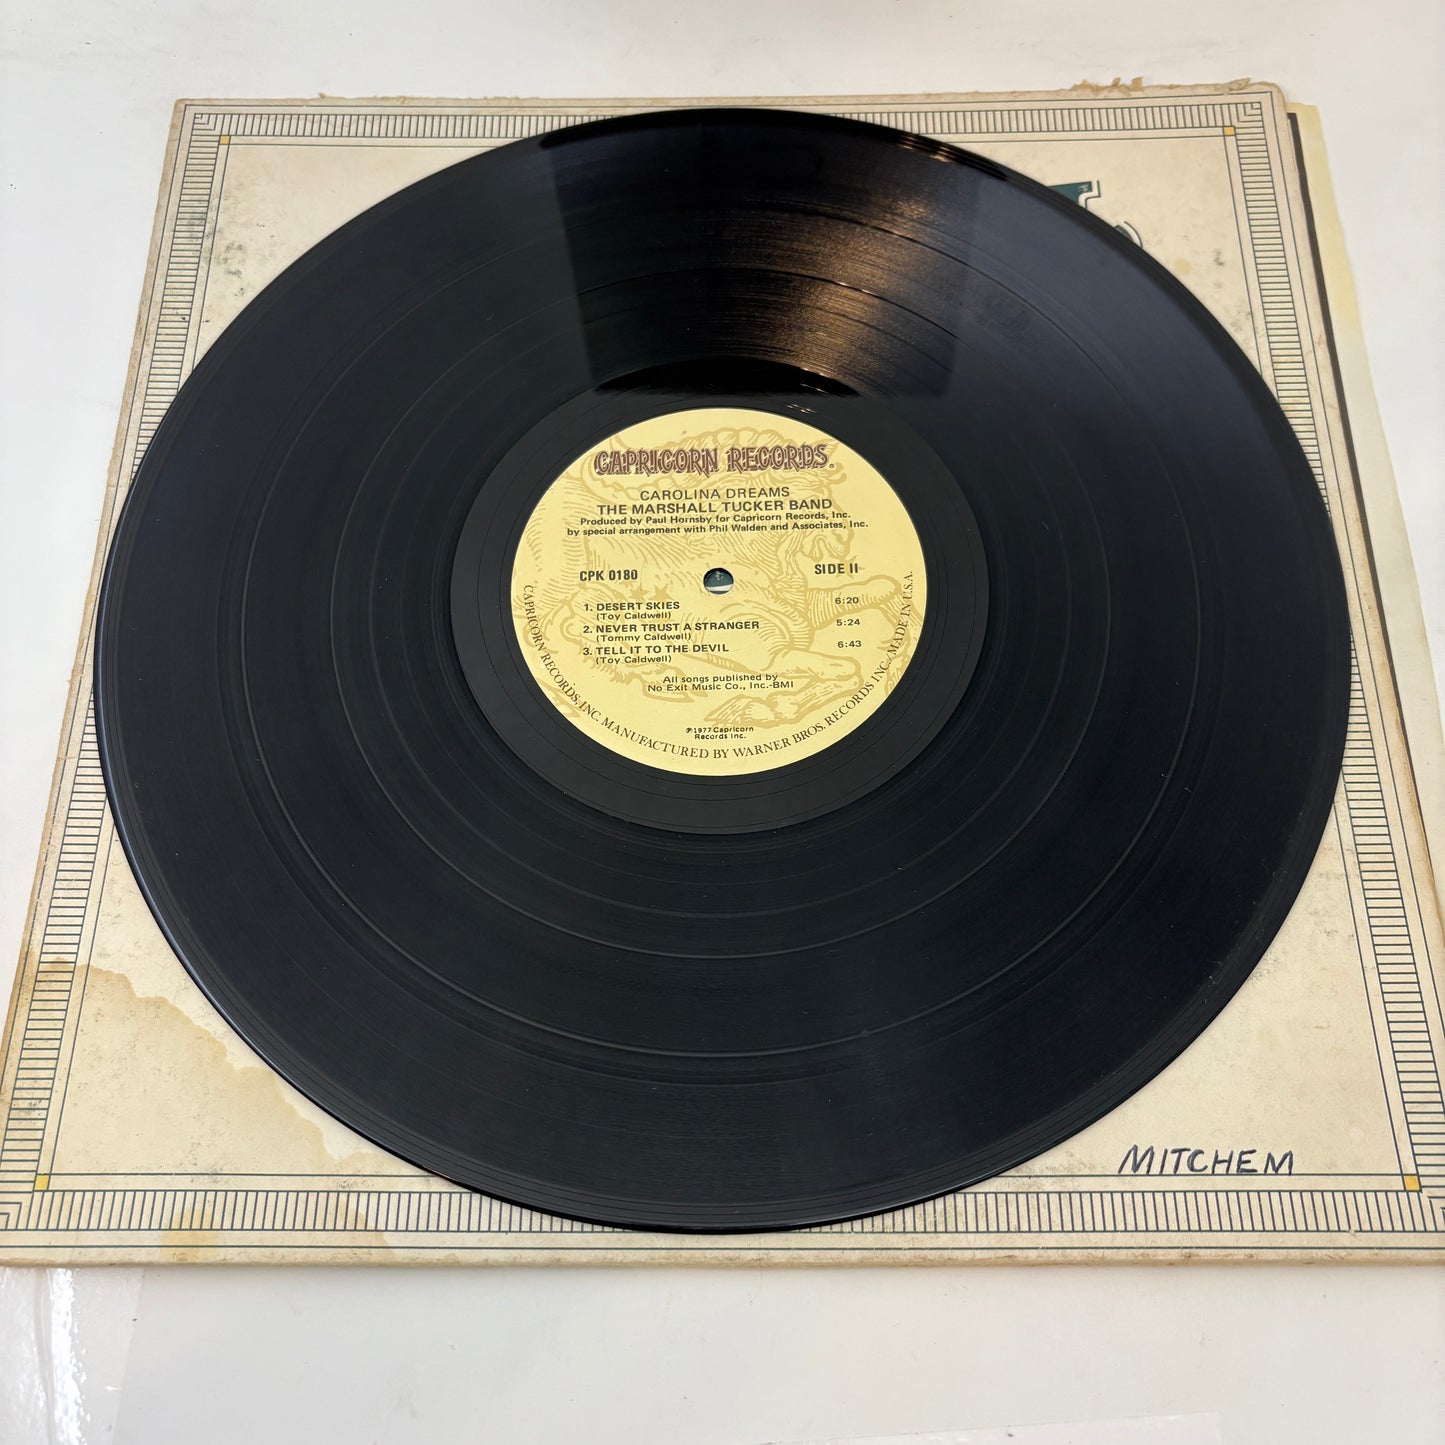 CAPRICORN RECORDS®
CAROLINA DREAMS
THE MARSHALL TUCKER BAND
Produced by Paul Hornsby for Capricorn Records, Inc.
by special arrangement with Phil Walden and Associates, Inc.
CPK 0180 SIDE II
1. DESERT SKIES 6:20
(Toy Caldwell)
2. NEVER TRUST A STRANGER 5:24
(Tommy Caldwell)
3. TELL IT TO THE DEVIL 6:43
(Toy Caldwell)
All songs published by
No Exit Music Co., Inc.-BMI
℗1977 Capricorn
Records Inc.
CAPRICORN RECORDS, INC. MANUFACTURED BY WARNER BROS. RECORDS INC. MADE IN U.S.A.
MITCHEM